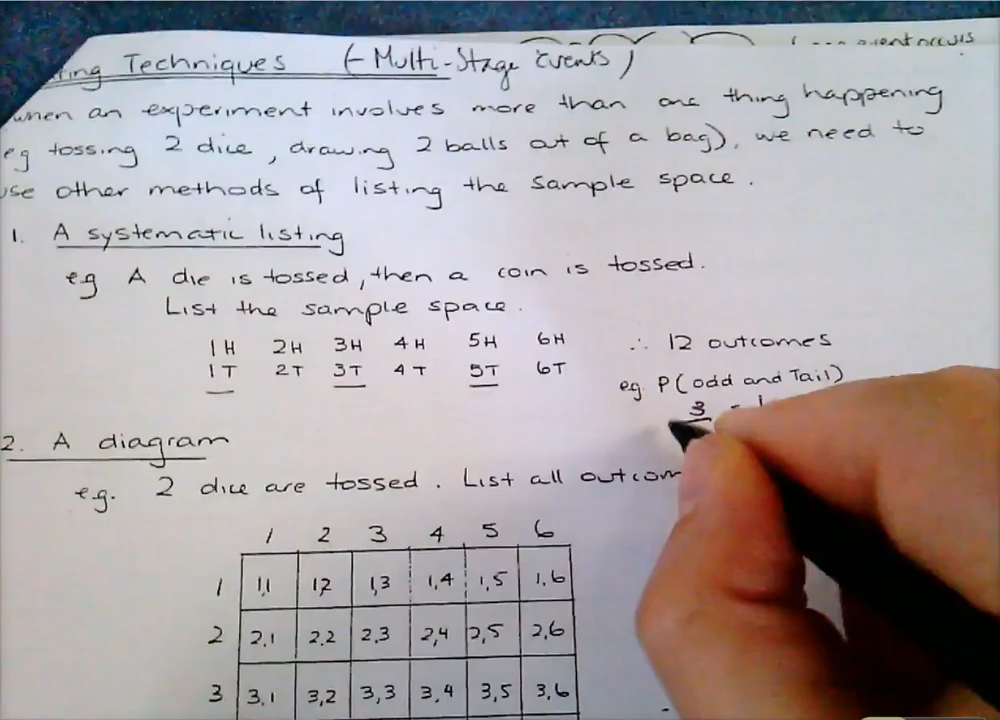 Techniques (-Multi-Stage Events)
when an experiment involves more than one thing happening
eg tossing 2 dice, drawing 2 balls out of a bag), we need to
use other methods of listing the sample space.
1. A systematic listing
eg A die is tossed, then a coin is tossed.
List the sample space.
1H 2H 3H 4H 5H 6H ∴ 12 outcomes
1T 2T 3T 4T 5T 6T eg. P(odd and Tail)
3
2. A diagram
e.g. 2 dice are tossed. List all outcom
1 2 3 4 5 6
1 1,1 1,2 1,3 1,4 1,5 1,6
2 2,1 2,2 2,3 2,4 2,5 2,6
3 3,1 3,2 3,3 3,4 3,5 3,6